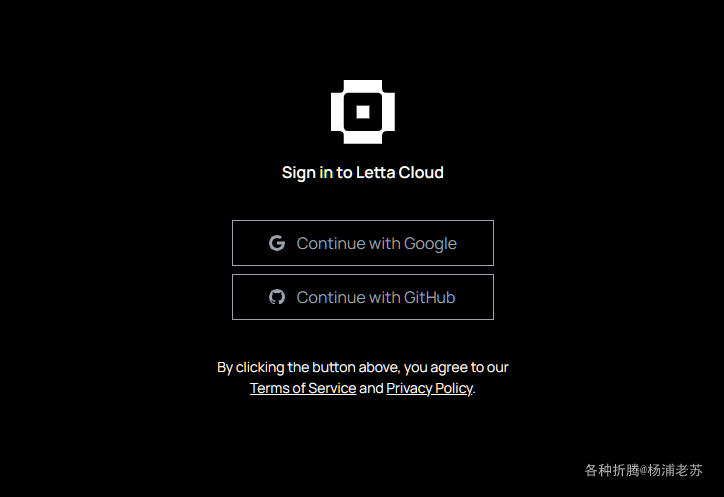 Sign in to Letta Cloud
Continue with Google
Continue with GitHub
By clicking the button above, you agree to our
Terms of Service and Privacy Policy.
各种折腾@杨浦老苏